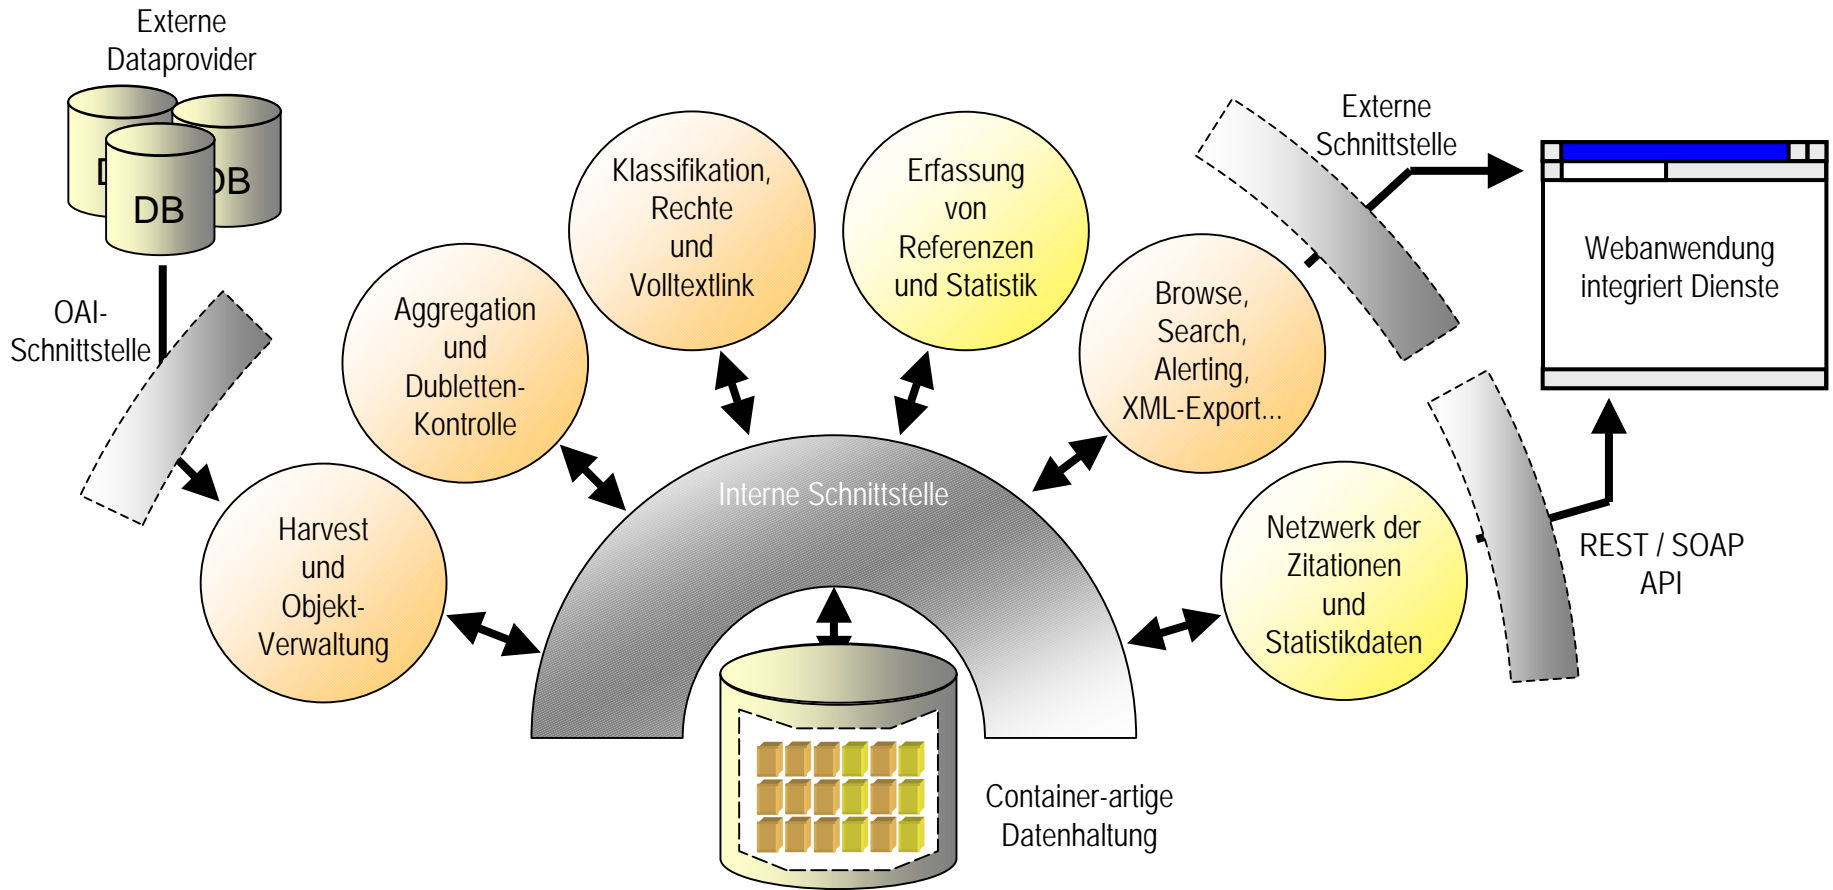 Externe
Dataprovider
DB
DB
OAI-
Schnittstelle
Harvest
und
Objekt-
Verwaltung
Aggregation
und
Dubletten-
Kontrolle
Klassifikation,
Rechte
und
Volltextlink
Erfassung
von
Referenzen
und Statistik
Browse,
Search,
Alerting,
XML-Export...
Netzwerk der
Zitationen
und
Statistikdaten
Interne Schnittstelle
Container-artige
Datenhaltung
Externe
Schnittstelle
Webanwendung
integriert Dienste
REST / SOAP
API